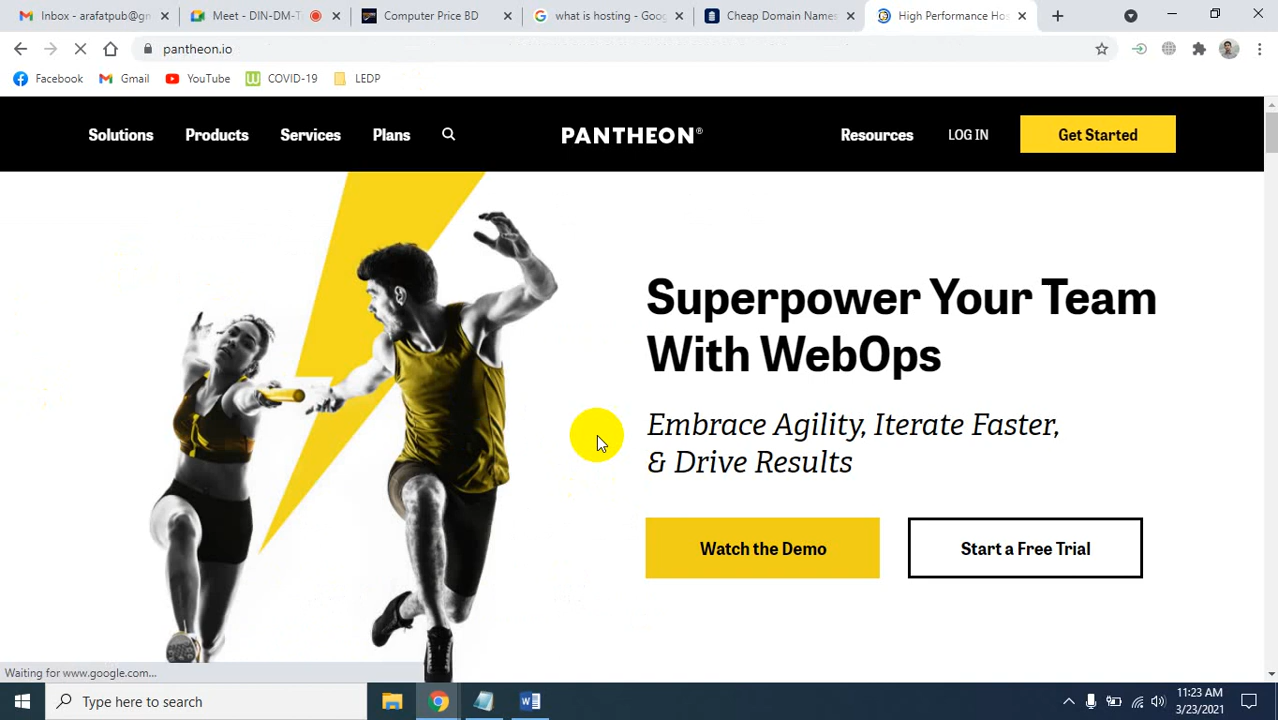 Inbox - arafatpub@gn
Meet - DIN-DM-T
Computer Price BD
what is hosting - Goog
Cheap Domain Names
High Performance Ho
pantheon.io
Facebook
Gmail
YouTube
COVID-19
LEDP
Solutions
Products
Services
Plans
PANTHEON®
Resources
LOG IN
Get Started
Superpower Your Team
With WebOps
Embrace Agility, Iterate Faster,
& Drive Results
Watch the Demo
Start a Free Trial
Waiting for www.google.com...
Type here to search
11:23 AM
3/23/2021